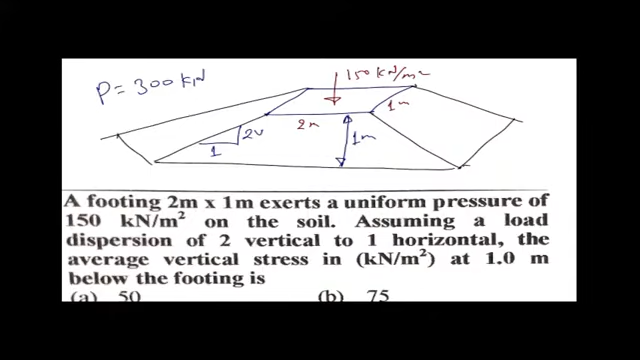 P = 300 kN
150 kN/m²
1m
2m
1m
2v
1
A footing 2m x 1m exerts a uniform pressure of
150 kN/m² on the soil. Assuming a load
dispersion of 2 vertical to 1 horizontal, the
average vertical stress in (kN/m²) at 1.0 m
below the footing is
(a) 50 (b) 75